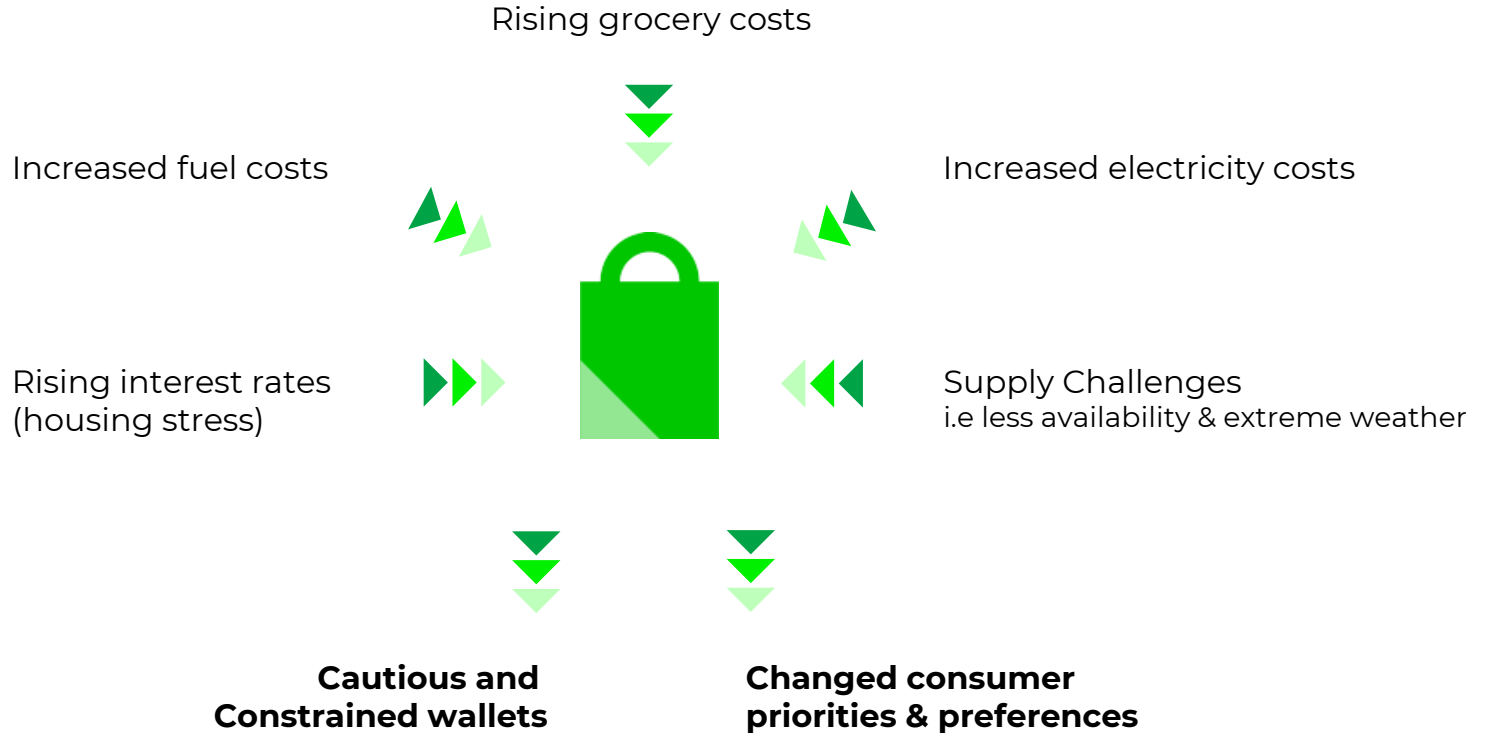 Rising grocery costs
Increased fuel costs
Increased electricity costs
Rising interest rates
(housing stress)
Supply Challenges
i.e less availability & extreme weather
Cautious and
Constrained wallets
Changed consumer
priorities & preferences